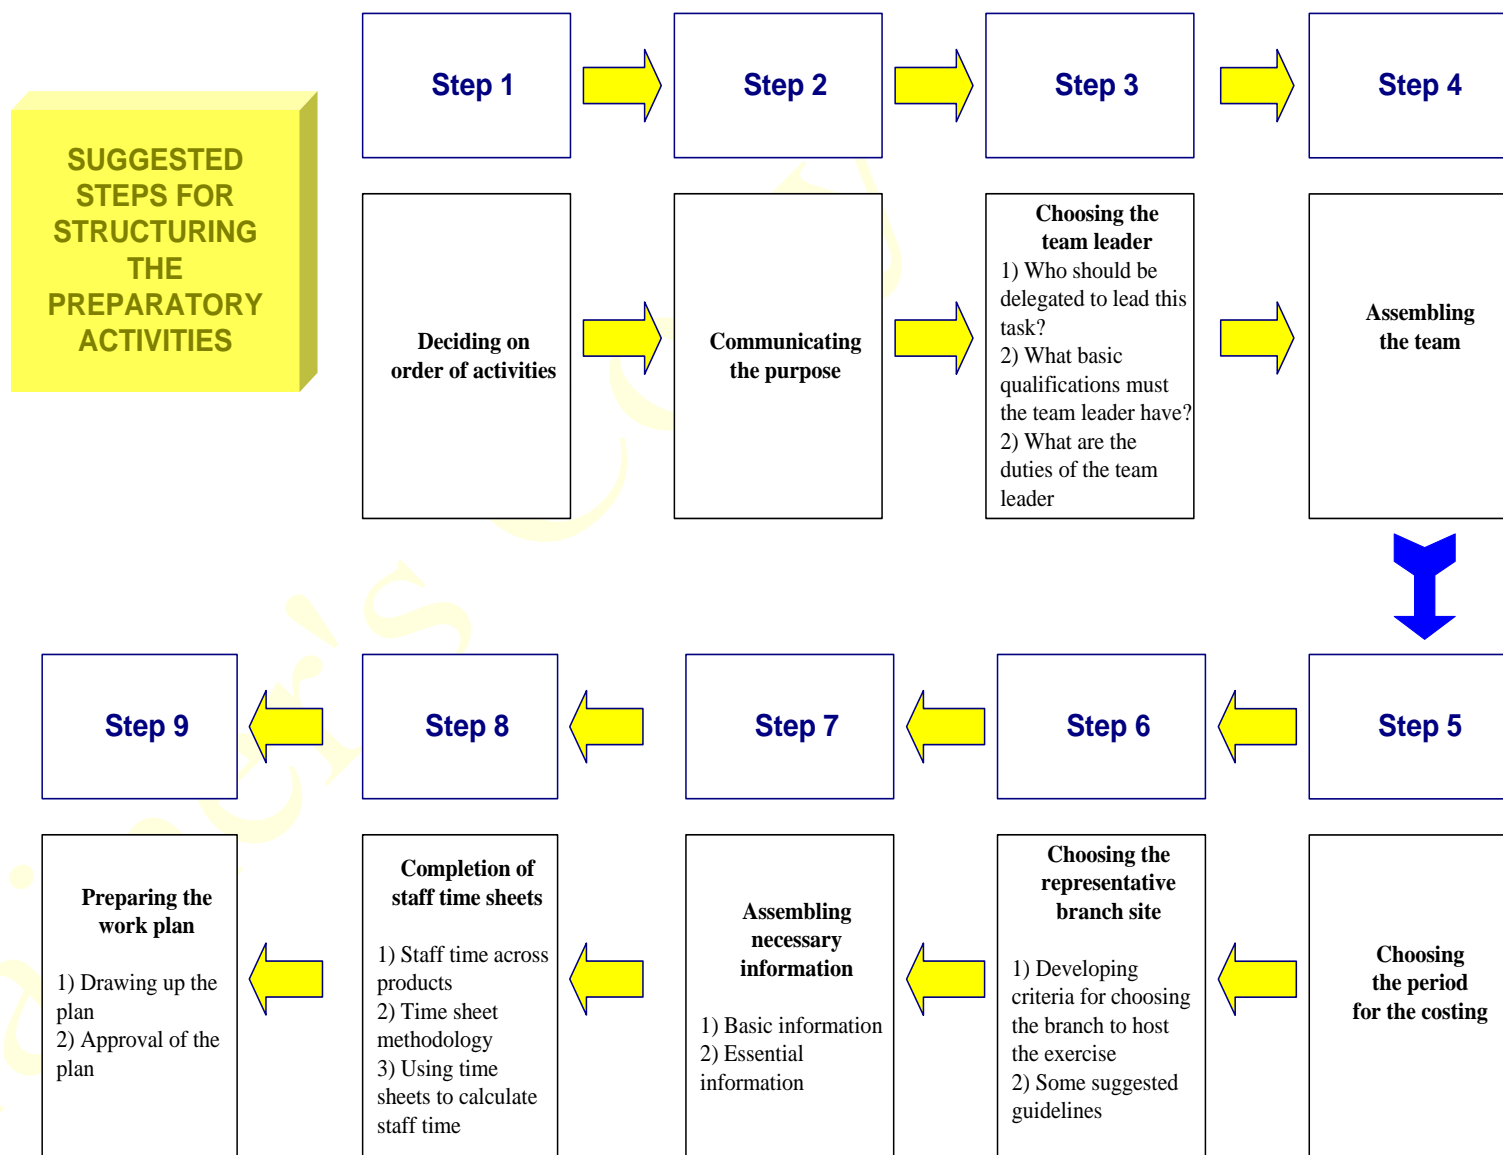 SUGGESTED
STEPS FOR
STRUCTURING
THE
PREPARATORY
ACTIVITIES
Step 1
Step 2
Step 3
Step 4
Deciding on
order of activities
Communicating
the purpose
Choosing the
team leader
1) Who should be
delegated to lead this
task?
2) What basic
qualifications must
the team leader have?
2) What are the
duties of the team
leader
Assembling
the team
Step 5
Step 6
Step 7
Step 8
Step 9
Choosing
the period
for the costing
Choosing the
representative
branch site
1) Developing
criteria for choosing
the branch to host
the exercise
2) Some suggested
guidelines
Assembling
necessary
information
1) Basic information
2) Essential
information
Completion of
staff time sheets
1) Staff time across
products
2) Time sheet
methodology
3) Using time
sheets to calculate
staff time
Preparing the
work plan
1) Drawing up the
plan
2) Approval of the
plan